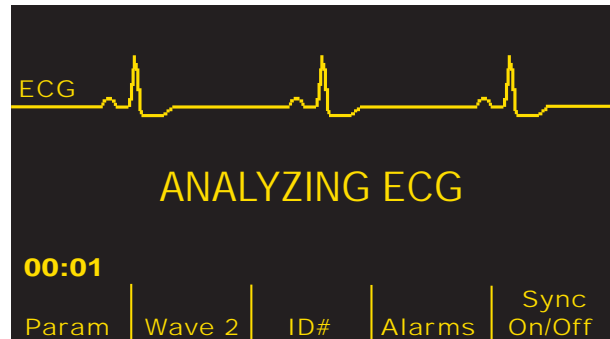 ECG
ANALYZING ECG
00:01
Param
Wave 2
ID#
Alarms
Sync
On/Off